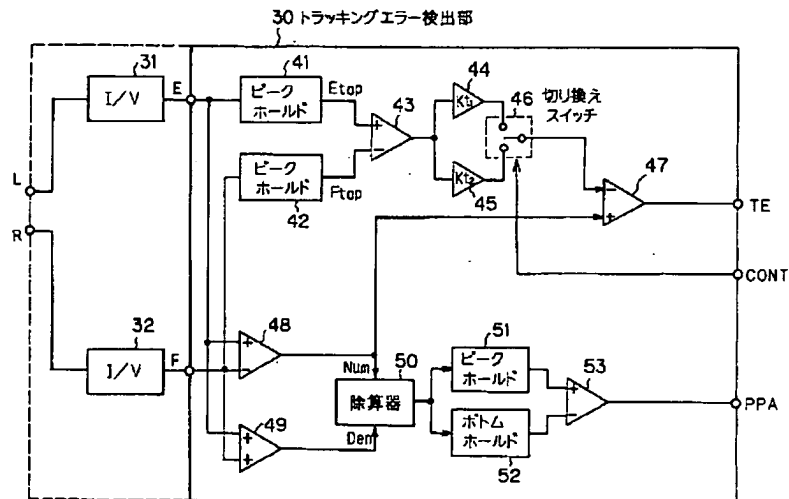 30 トラッキングエラー検出部
31
I/V
E
41
ピーク
ホールド
Etop
43
+
−
44
Kt1
46
切り換え
スイッチ
Kt2
45
47
−
+
TE
ピーク
ホールド
42
Ftop
L
R
CONT
32
I/V
F
48
+
−
Num
50
除算器
Den
49
+
+
51
ピーク
ホールド
ボトム
ホールド
52
53
+
−
PPA